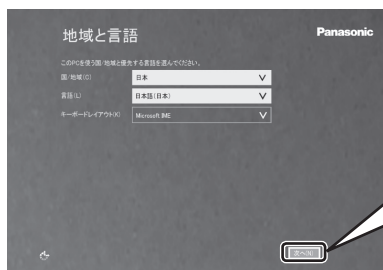 地域と言語
Panasonic
このPCを使う国/地域と優先する言語を選んでください。
国/地域(O)
日本
言語(L)
日本語(日本)
キーボードレイアウト(K)
Microsoft IME
次へ(N)